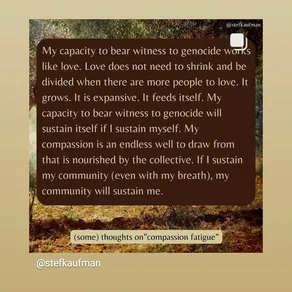 @stefkaufman
My capacity to bear witness to genocide works
like love. Love does not need to shrink and be
divided when there are more people to love. It
grows. It is expansive. It feeds itself. My
capacity to bear witness to genocide will
sustain itself if I sustain myself. My
compassion is an endless well to draw from
that is nourished by the collective. If I sustain
my community (even with my breath), my
community will sustain me.
(some) thoughts on"compassion fatigue"
@stefkaufman